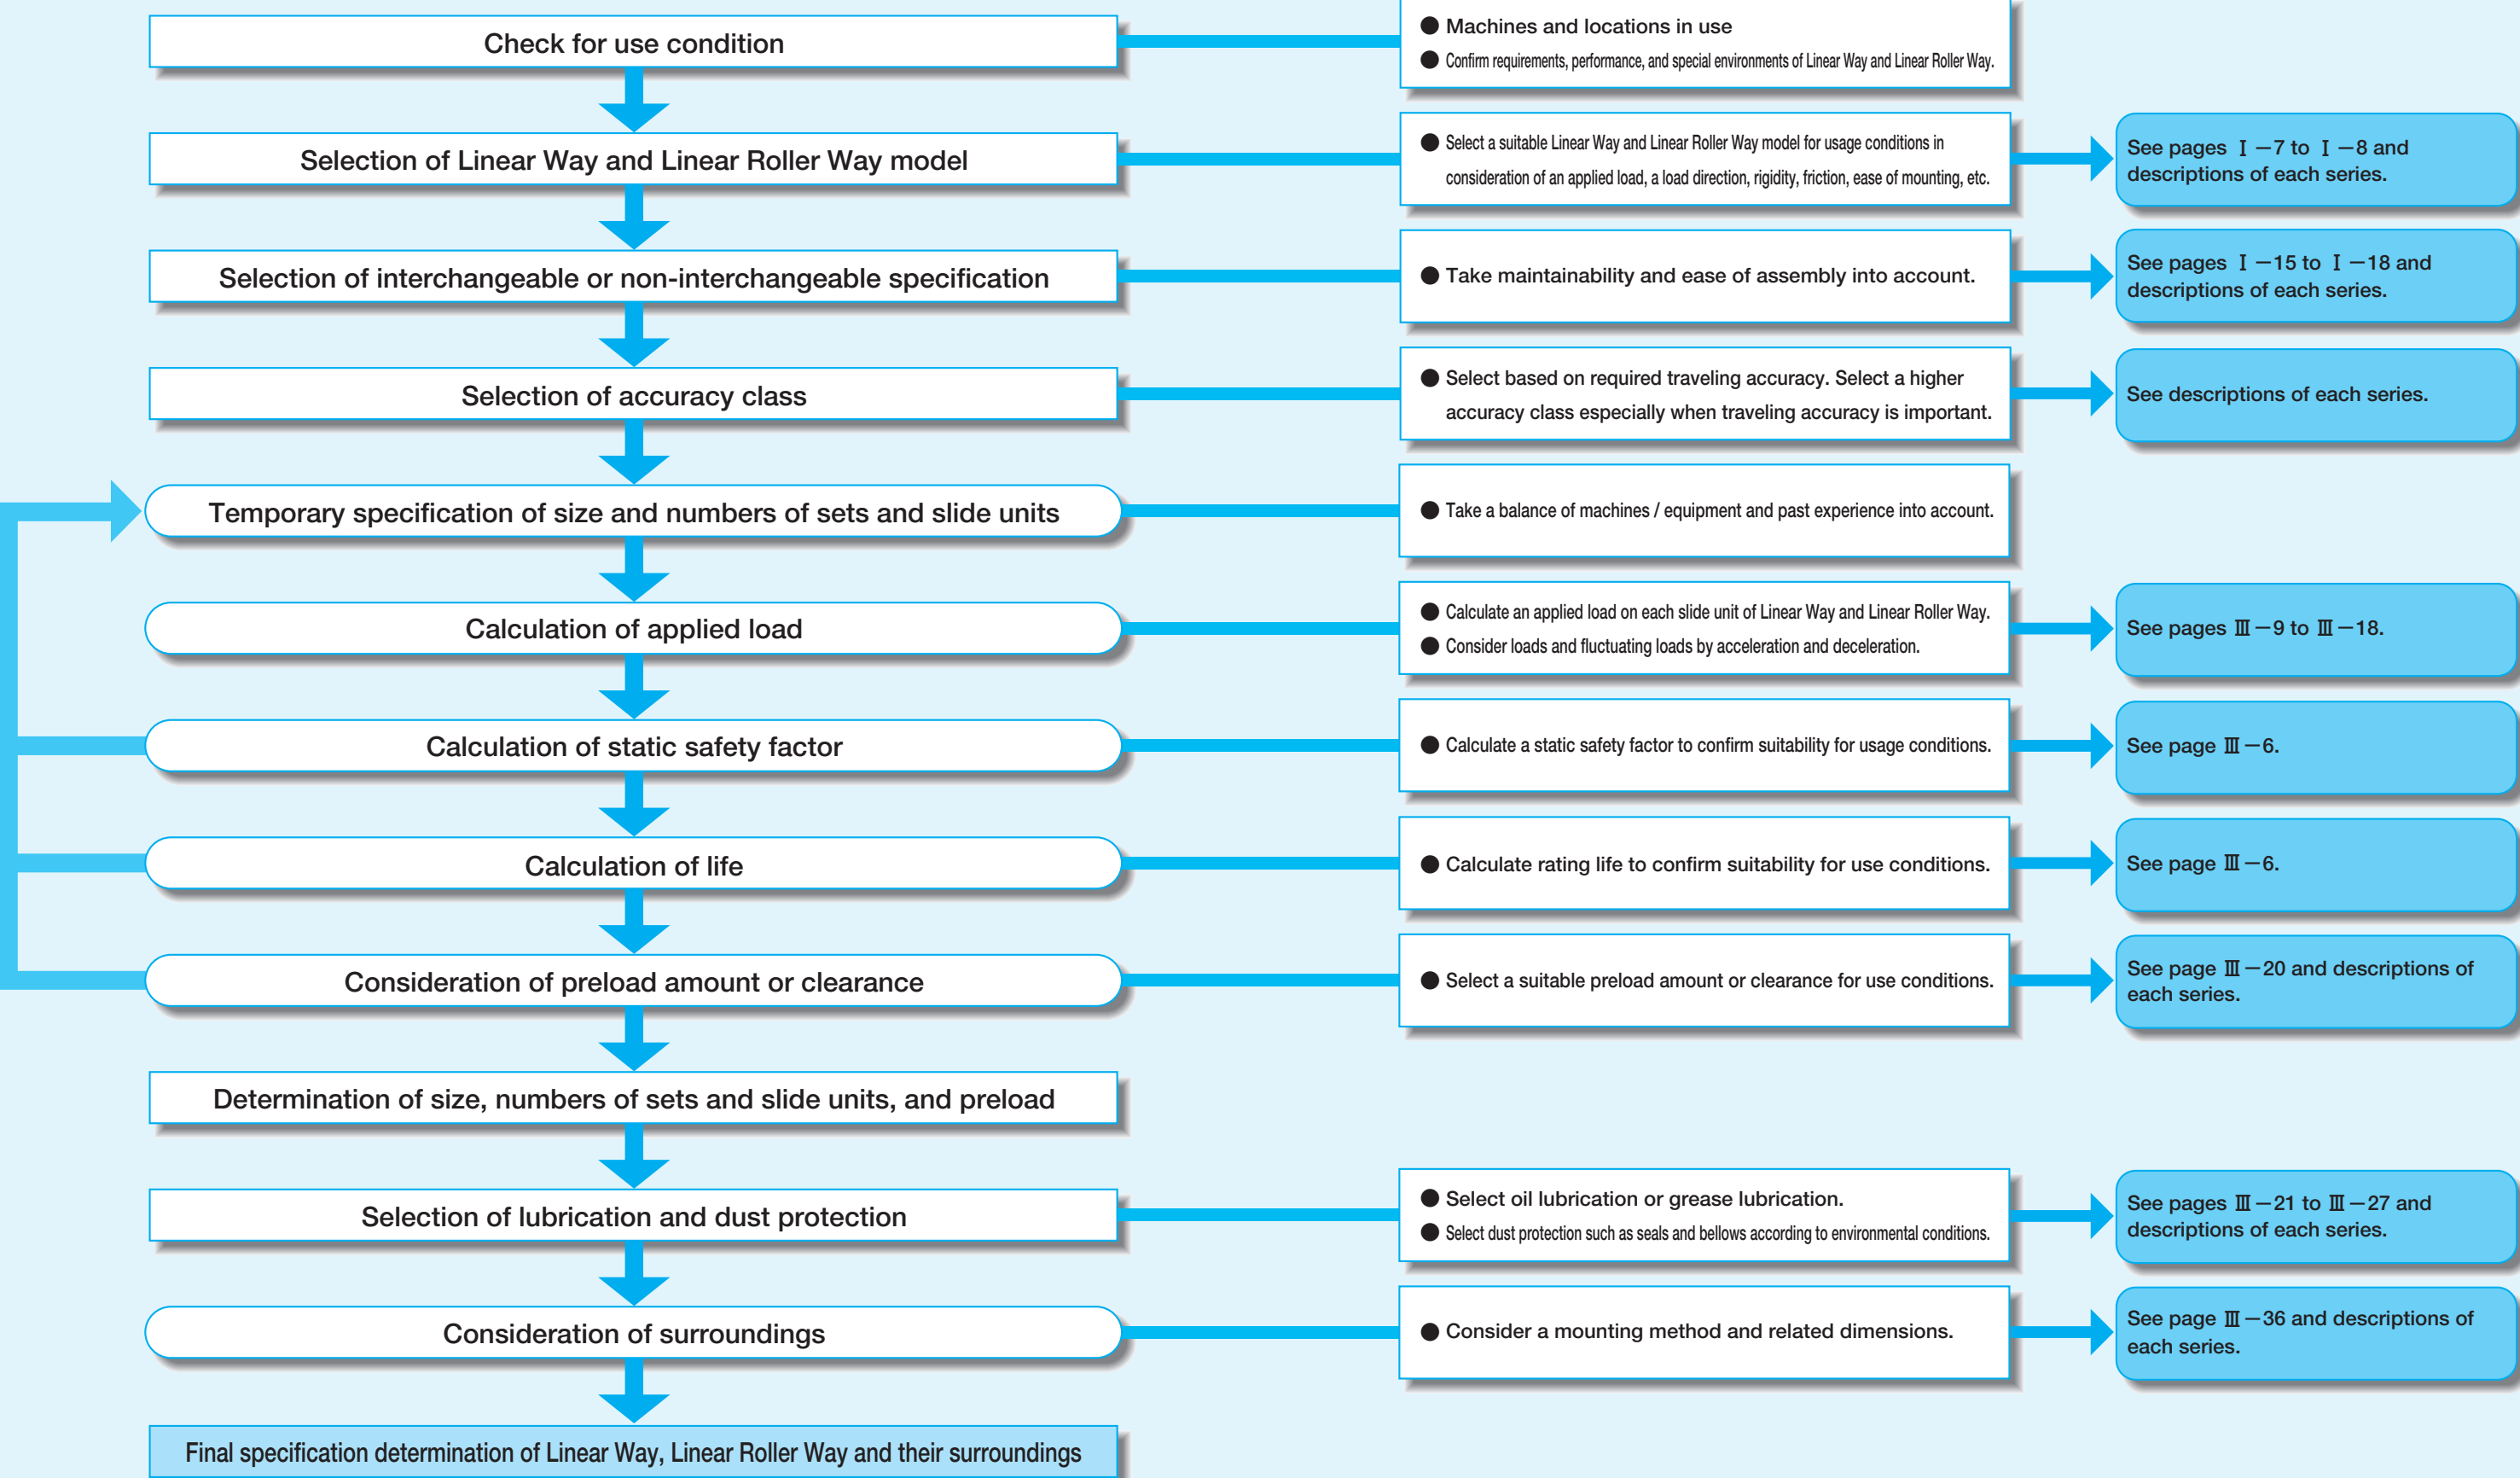 Check for use condition
● Machines and locations in use
● Confirm requirements, performance, and special environments of Linear Way and Linear Roller Way.
Selection of Linear Way and Linear Roller Way model
● Select a suitable Linear Way and Linear Roller Way model for usage conditions in
consideration of an applied load, a load direction, rigidity, friction, ease of mounting, etc.
See pages Ⅰ－7 to Ⅰ－8 and
descriptions of each series.
Selection of interchangeable or non-interchangeable specification
● Take maintainability and ease of assembly into account.
See pages Ⅰ－15 to Ⅰ－18 and
descriptions of each series.
Selection of accuracy class
● Select based on required traveling accuracy. Select a higher
accuracy class especially when traveling accuracy is important.
See descriptions of each series.
Temporary specification of size and numbers of sets and slide units
● Take a balance of machines / equipment and past experience into account.
Calculation of applied load
● Calculate an applied load on each slide unit of Linear Way and Linear Roller Way.
● Consider loads and fluctuating loads by acceleration and deceleration.
See pages Ⅲ－9 to Ⅲ－18.
Calculation of static safety factor
● Calculate a static safety factor to confirm suitability for usage conditions.
See page Ⅲ－6.
Calculation of life
● Calculate rating life to confirm suitability for use conditions.
See page Ⅲ－6.
Consideration of preload amount or clearance
● Select a suitable preload amount or clearance for use conditions.
See page Ⅲ－20 and descriptions of
each series.
Determination of size, numbers of sets and slide units, and preload
Selection of lubrication and dust protection
● Select oil lubrication or grease lubrication.
● Select dust protection such as seals and bellows according to environmental conditions.
See pages Ⅲ－21 to Ⅲ－27 and
descriptions of each series.
Consideration of surroundings
● Consider a mounting method and related dimensions.
See page Ⅲ－36 and descriptions of
each series.
Final specification determination of Linear Way, Linear Roller Way and their surroundings